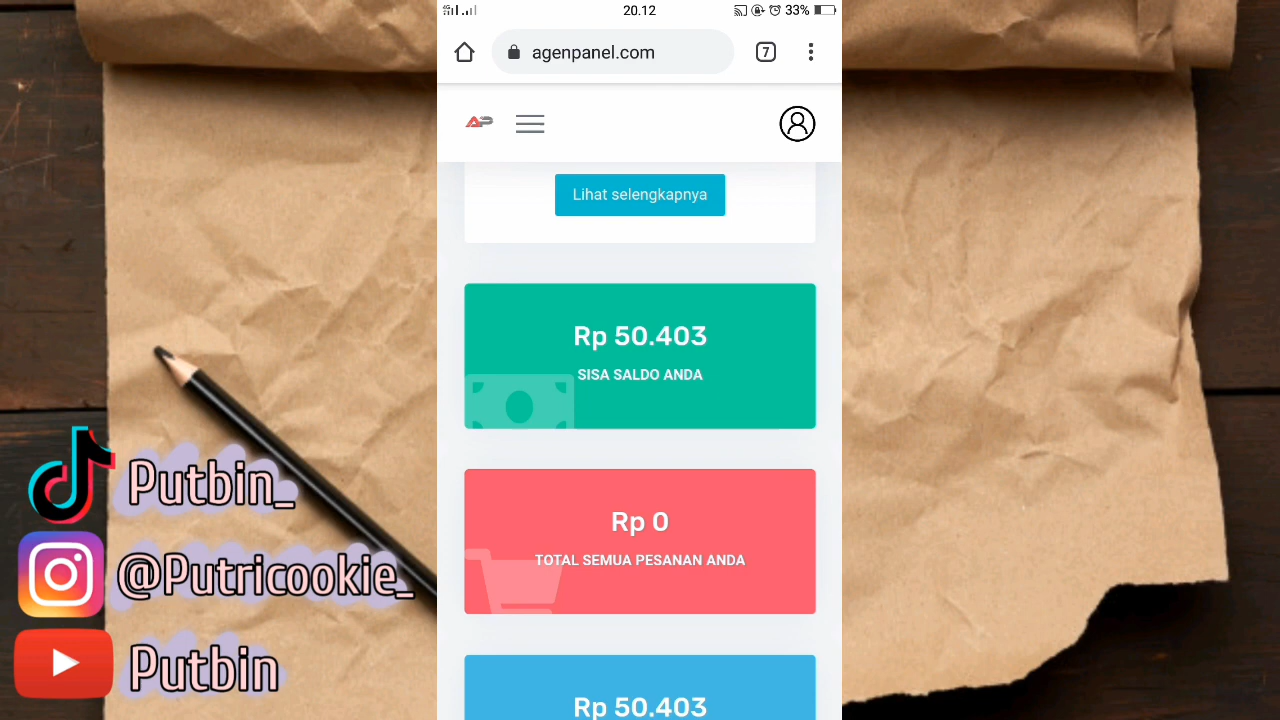 20.12
33%
agenpanel.com
7
AP
Lihat selengkapnya
Rp 50.403
SISA SALDO ANDA
Rp 0
TOTAL SEMUA PESANAN ANDA
Rp 50.403
Putbin_
@Putricookie_
Putbin